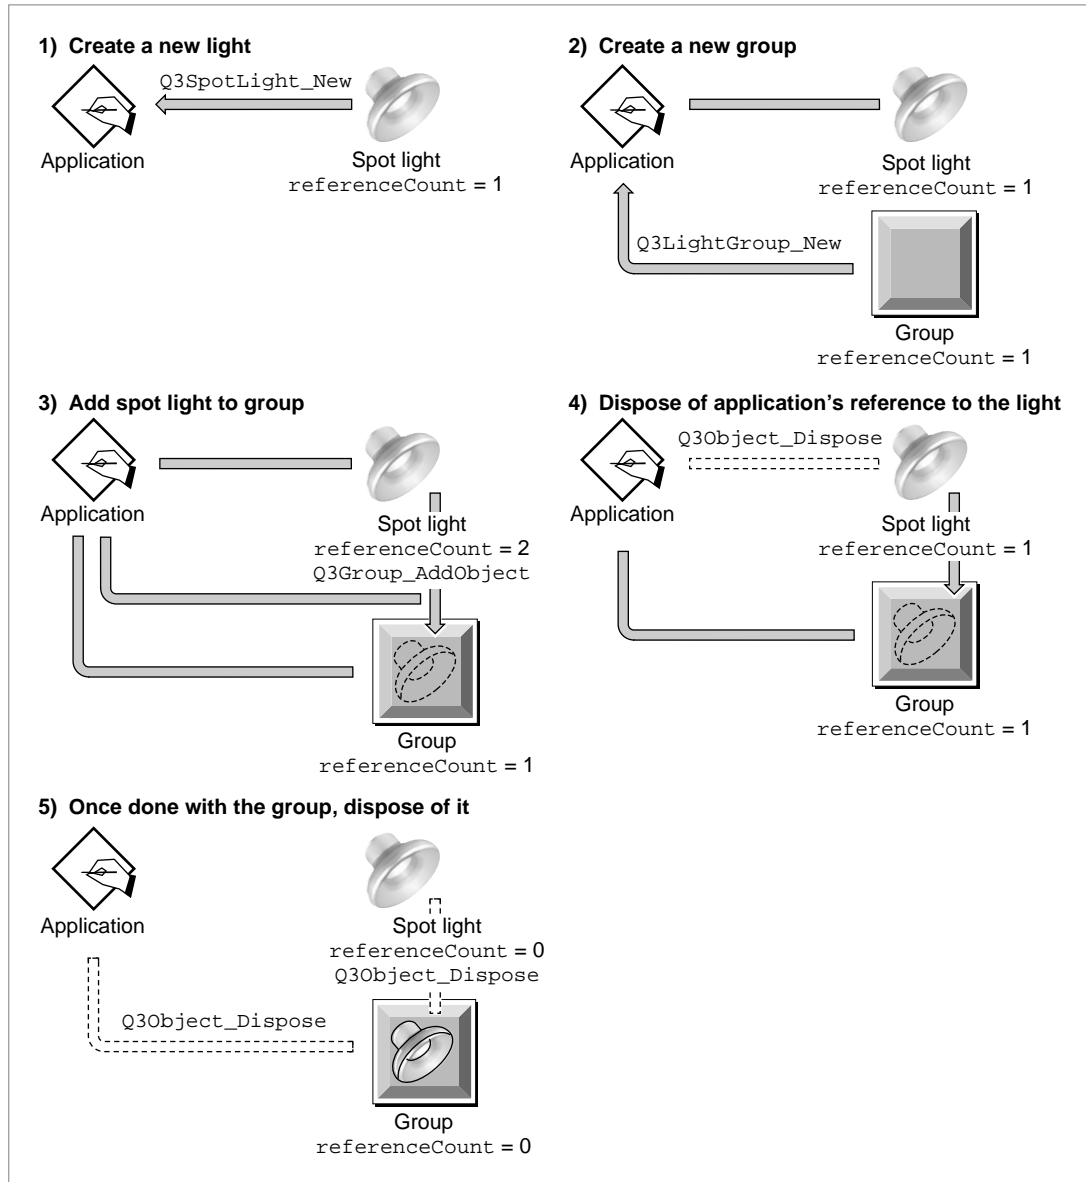 1) Create a new light
Q3SpotLight_New
Application
Spot light
referenceCount = 1
2) Create a new group
Application
Spot light
referenceCount = 1
Q3LightGroup_New
Group
referenceCount = 1
3) Add spot light to group
Application
Spot light
referenceCount = 2
Q3Group_AddObject
Group
referenceCount = 1
4) Dispose of application’s reference to the light
Q3Object_Dispose
Application
Spot light
referenceCount = 1
Group
referenceCount = 1
5) Once done with the group, dispose of it
Application
Spot light
referenceCount = 0
Q3Object_Dispose
Q3Object_Dispose
Group
referenceCount = 0